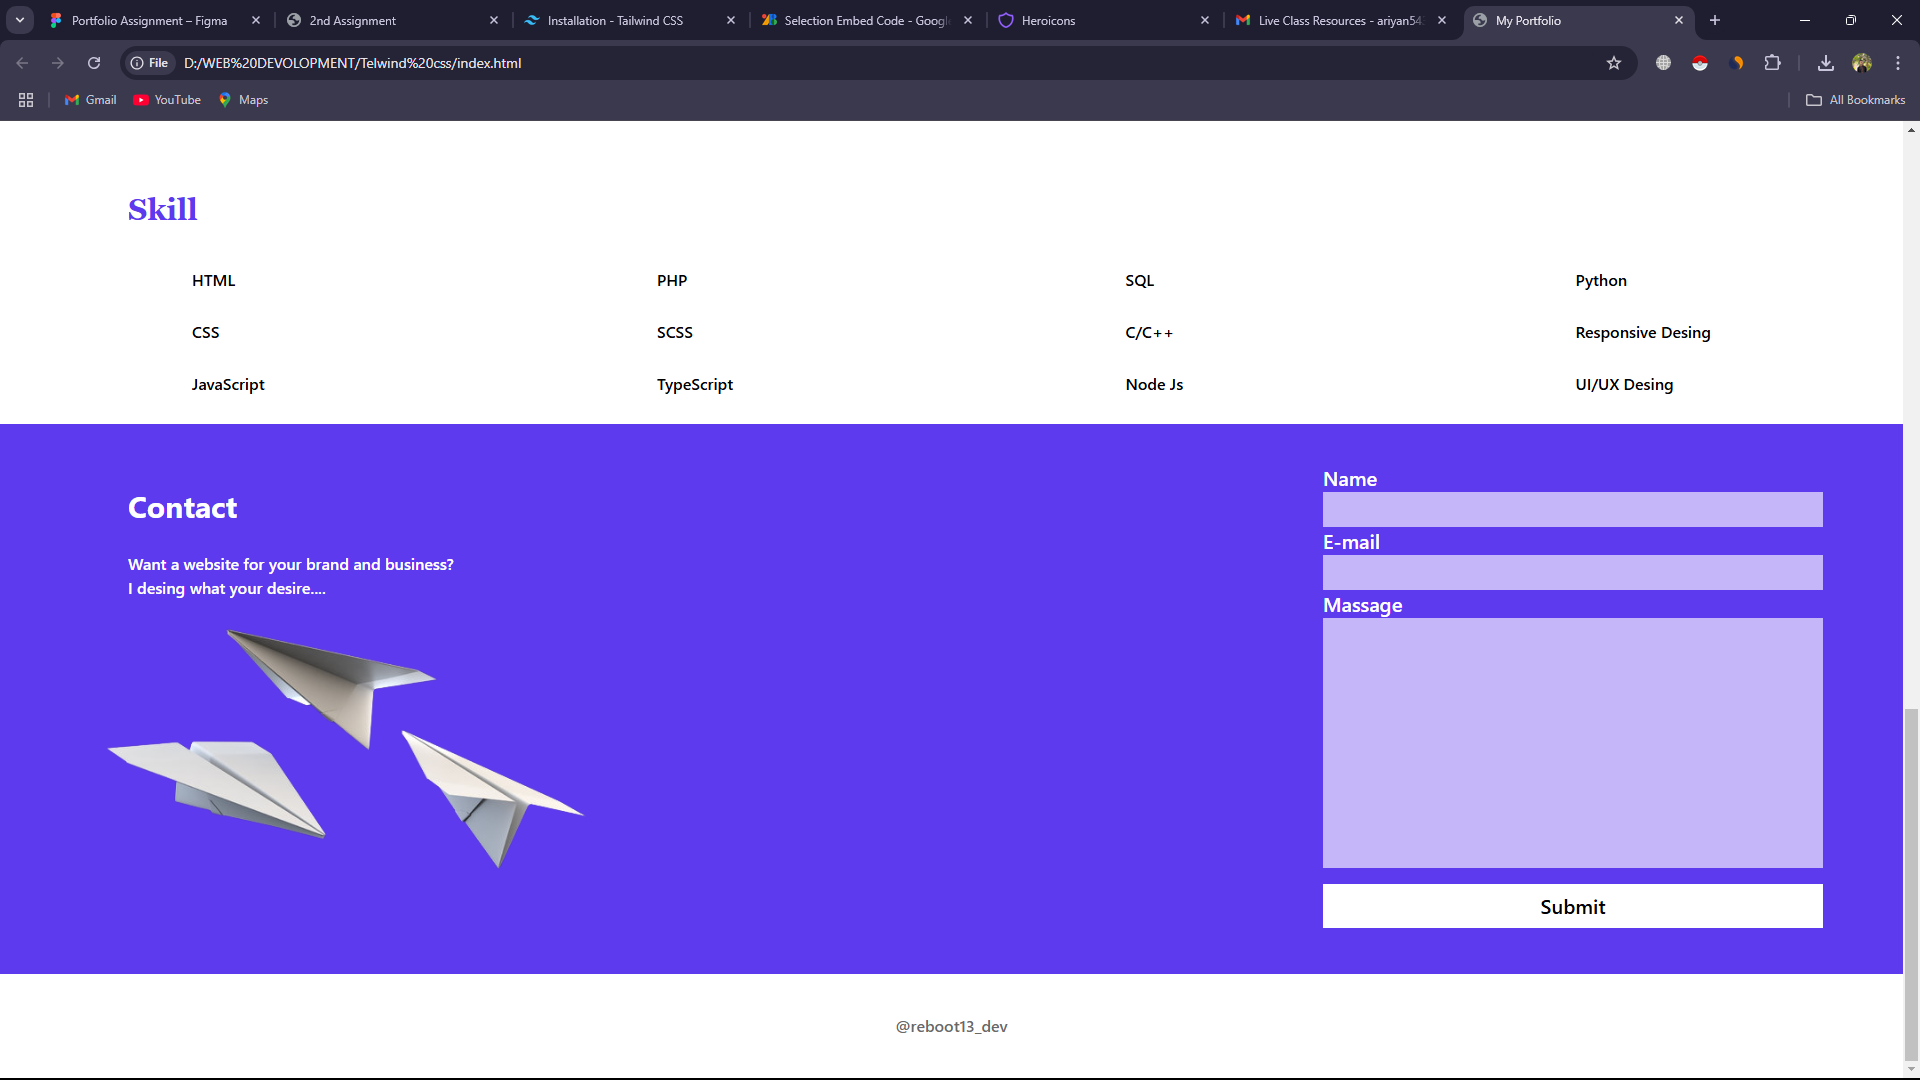 Portfolio Assignment – Figma
2nd Assignment
Installation - Tailwind CSS
Selection Embed Code - Googl
Heroicons
Live Class Resources - ariyan54
My Portfolio
File
D:/WEB%20DEVOLOPMENT/Telwind%20css/index.html
Gmail
YouTube
Maps
All Bookmarks
Skill
HTML PHP SQL Python
CSS SCSS C/C++ Responsive Desing
JavaScript TypeScript Node Js UI/UX Desing
Contact
Want a website for your brand and business?
I desing what your desire....
Name
E-mail
Massage
Submit
@reboot13_dev